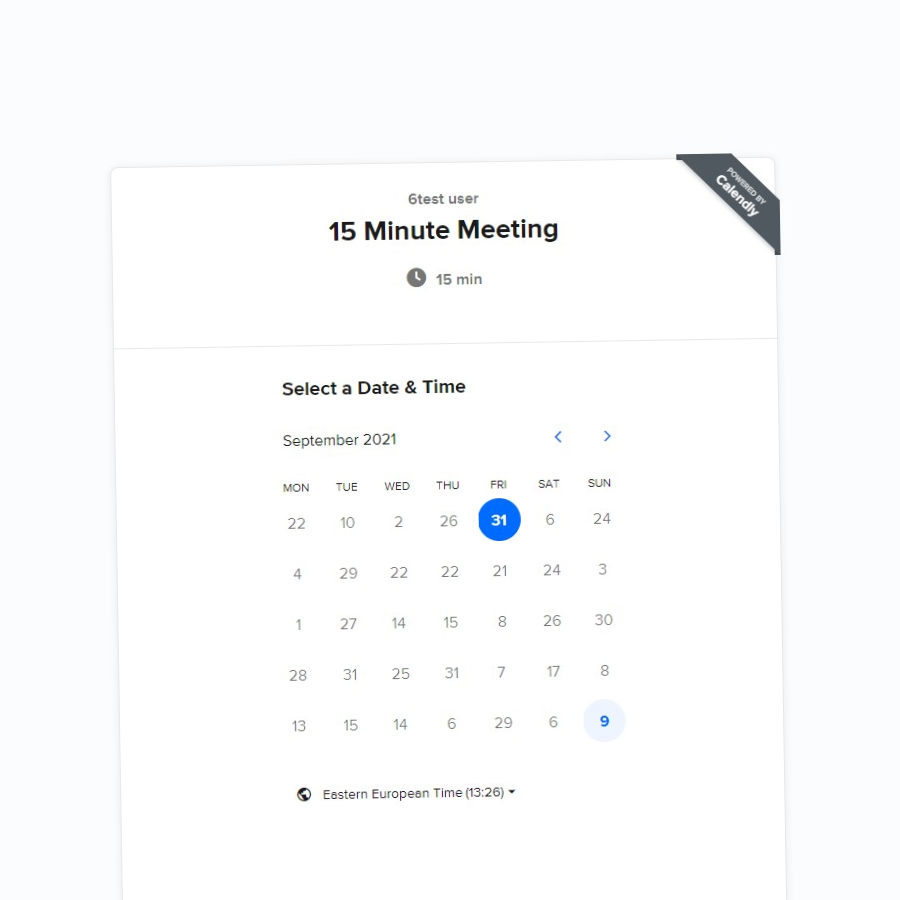 POWERED BY
Calendly
6test user
15 Minute Meeting
15 min
Select a Date & Time
September 2021
MON TUE WED THU FRI SAT SUN
22 10 2 26 31 6 24
4 29 22 22 21 24 3
1 27 14 15 8 26 30
28 31 25 31 7 17 8
13 15 14 6 29 6 9
Eastern European Time (13:26)